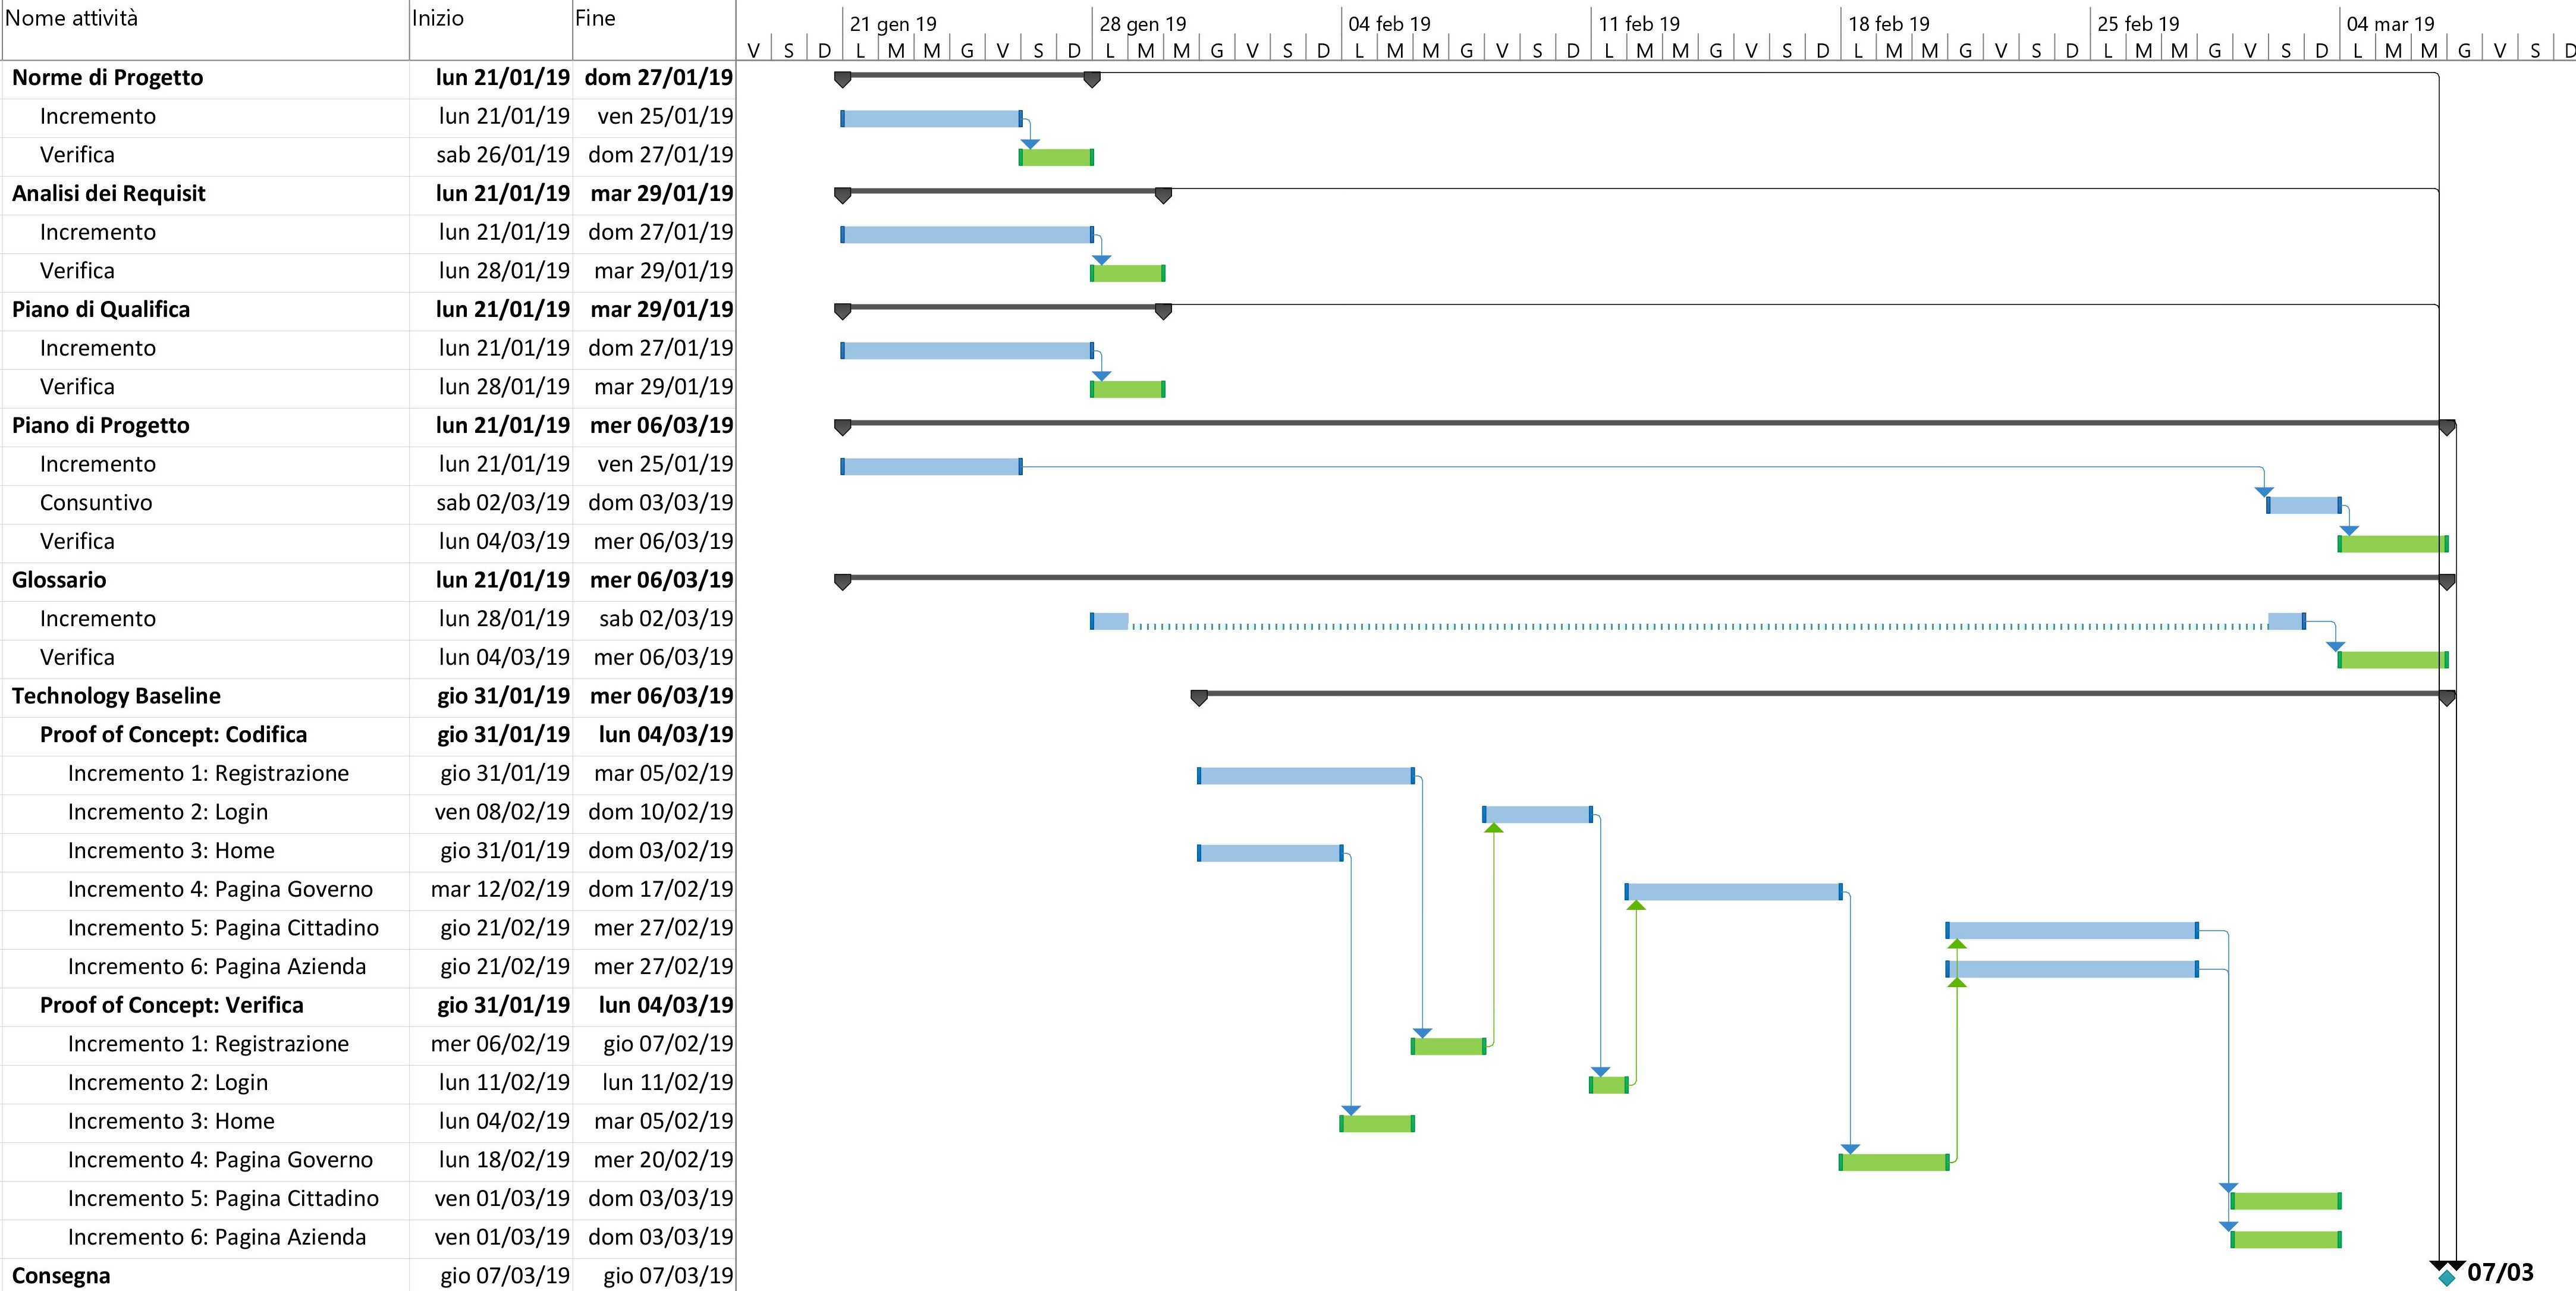 Nome attività Inizio Fine 21 gen 19 28 gen 19 04 feb 19 11 feb 19 18 feb 19 25 feb 19 04 mar 19
V S D L M M G V S D L M M G V S D L M M G V S D L M M G V S D L M M G V S D L M M G V S D L M M G V S D
Norme di Progetto lun 21/01/19 dom 27/01/19
Incremento lun 21/01/19 ven 25/01/19
Verifica sab 26/01/19 dom 27/01/19
Analisi dei Requisit lun 21/01/19 mar 29/01/19
Incremento lun 21/01/19 dom 27/01/19
Verifica lun 28/01/19 mar 29/01/19
Piano di Qualifica lun 21/01/19 mar 29/01/19
Incremento lun 21/01/19 dom 27/01/19
Verifica lun 28/01/19 mar 29/01/19
Piano di Progetto lun 21/01/19 mer 06/03/19
Incremento lun 21/01/19 ven 25/01/19
Consuntivo sab 02/03/19 dom 03/03/19
Verifica lun 04/03/19 mer 06/03/19
Glossario lun 21/01/19 mer 06/03/19
Incremento lun 28/01/19 sab 02/03/19
Verifica lun 04/03/19 mer 06/03/19
Technology Baseline gio 31/01/19 mer 06/03/19
Proof of Concept: Codifica gio 31/01/19 lun 04/03/19
Incremento 1: Registrazione gio 31/01/19 mar 05/02/19
Incremento 2: Login ven 08/02/19 dom 10/02/19
Incremento 3: Home gio 31/01/19 dom 03/02/19
Incremento 4: Pagina Governo mar 12/02/19 dom 17/02/19
Incremento 5: Pagina Cittadino gio 21/02/19 mer 27/02/19
Incremento 6: Pagina Azienda gio 21/02/19 mer 27/02/19
Proof of Concept: Verifica gio 31/01/19 lun 04/03/19
Incremento 1: Registrazione mer 06/02/19 gio 07/02/19
Incremento 2: Login lun 11/02/19 lun 11/02/19
Incremento 3: Home lun 04/02/19 mar 05/02/19
Incremento 4: Pagina Governo lun 18/02/19 mer 20/02/19
Incremento 5: Pagina Cittadino ven 01/03/19 dom 03/03/19
Incremento 6: Pagina Azienda ven 01/03/19 dom 03/03/19
Consegna gio 07/03/19 gio 07/03/19 07/03